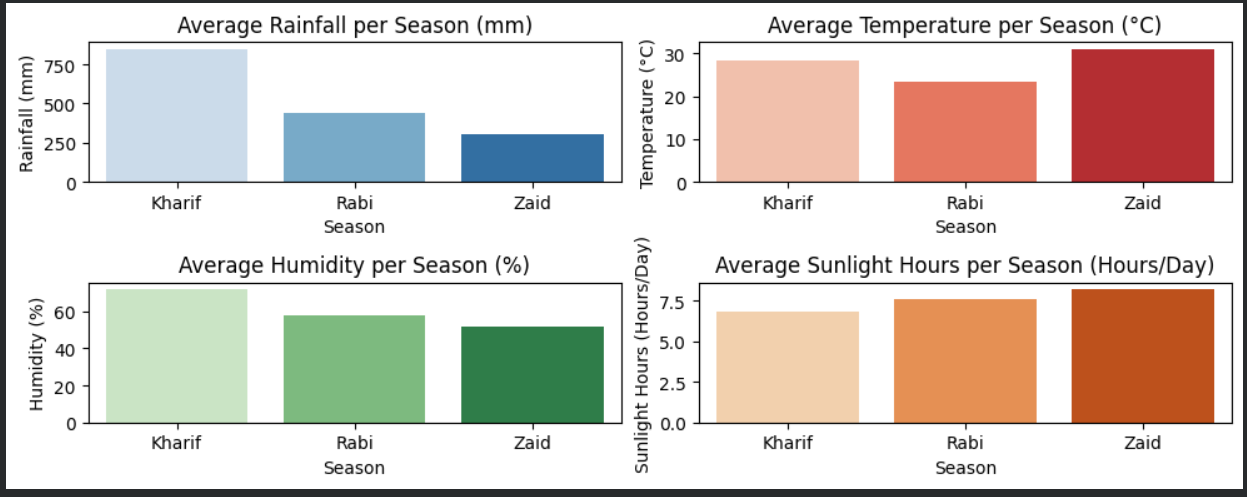 Average Rainfall per Season (mm)
Rainfall (mm)
750
500
250
0
Kharif Rabi Zaid
Season
Average Temperature per Season (°C)
Temperature (°C)
30
20
10
0
Kharif Rabi Zaid
Season
Average Humidity per Season (%)
Humidity (%)
60
40
20
0
Kharif Rabi Zaid
Season
Average Sunlight Hours per Season (Hours/Day)
Sunlight Hours (Hours/Day)
7.5
5.0
2.5
0.0
Kharif Rabi Zaid
Season